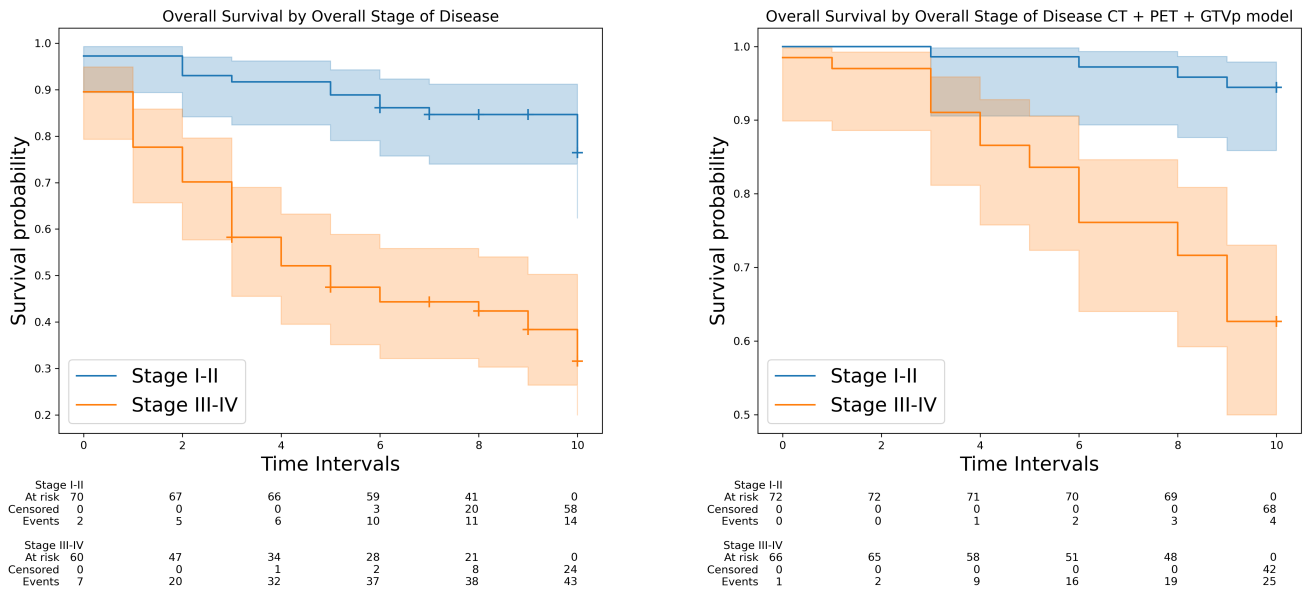 Overall Survival by Overall Stage of Disease
Survival probability
1.0
0.9
0.8
0.7
0.6
0.5
0.4
0.3
0.2
Stage I-II
Stage III-IV
0 2 4 6 8 10
Time Intervals
Stage I-II
At risk 70 67 66 59 41 0
Censored 0 0 0 3 20 58
Events 2 5 6 10 11 14
Stage III-IV
At risk 60 47 34 28 21 0
Censored 0 0 1 2 8 24
Events 7 20 32 37 38 43
Overall Survival by Overall Stage of Disease CT + PET + GTVp model
Survival probability
1.0
0.9
0.8
0.7
0.6
0.5
Stage I-II
Stage III-IV
0 2 4 6 8 10
Time Intervals
Stage I-II
At risk 72 72 71 70 69 0
Censored 0 0 0 0 0 68
Events 0 0 1 2 3 4
Stage III-IV
At risk 66 65 58 51 48 0
Censored 0 0 0 0 0 42
Events 1 2 9 16 19 25